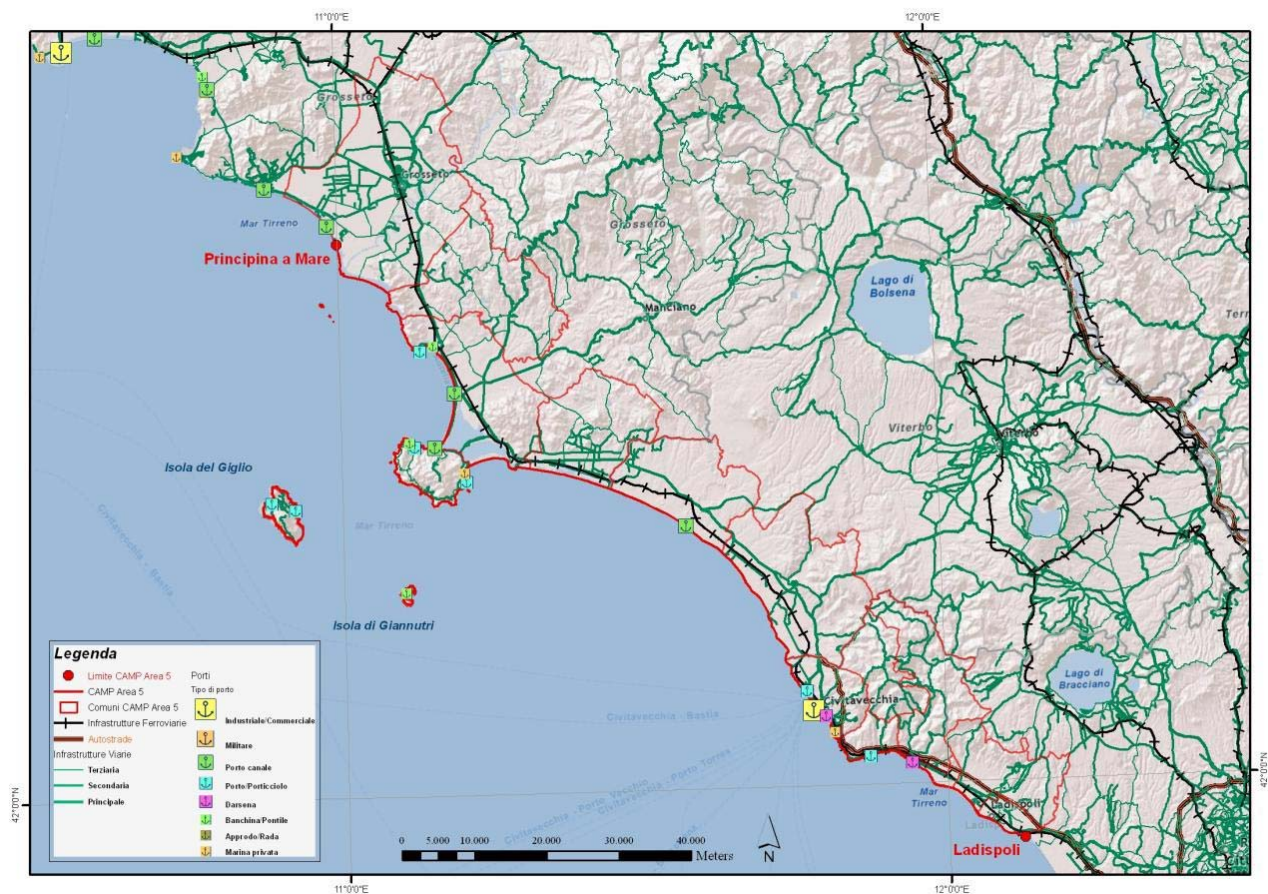 11°0'0"E
12°0'0"E
Grosseto
Grosseto
Mar Tirreno
Grosseto
Principina a Mare
Lago di
Bolsena
Manciano
Viterbo
Viterbo
Isola del Giglio
Mar Tirreno
Civitavecchia - Bastia
Isola di Giannutri
Lago di
Bracciano
Civitavecchia
Civitavecchia - Bastia
Civitavecchia - Porto Torres
Civitavecchia - Porto Vecchio
42°0'0"N
42°0'0"N
Mar
Tirreno
Ladispoli
Ladispoli
Legenda
Limite CAMP Area 5
CAMP Area 5
Comuni CAMP Area 5
Infrastrutture Ferroviarie
Autostrade
Infrastrutture Viarie
Terziaria
Secondaria
Principale
Porti
Tipo di porto
Industriale/Commerciale
Militare
Porto canale
Porto/Porticciolo
Darsena
Banchina/Pontile
Approdo/Rada
Marina privata
0 5.000 10.000 20.000 30.000 40.000
Meters
N
11°0'0"E
12°0'0"E